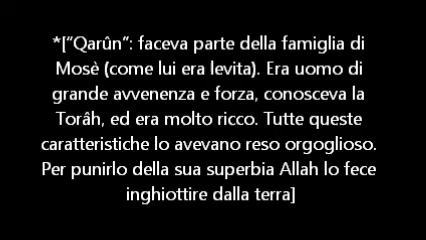 *[“Qarûn”: faceva parte della famiglia di
Mosè (come lui era levita). Era uomo di
grande avvenenza e forza, conosceva la
Torâh, ed era molto ricco. Tutte queste
caratteristiche lo avevano reso orgoglioso.
Per punirlo della sua superbia Allah lo fece
inghiottire dalla terra]